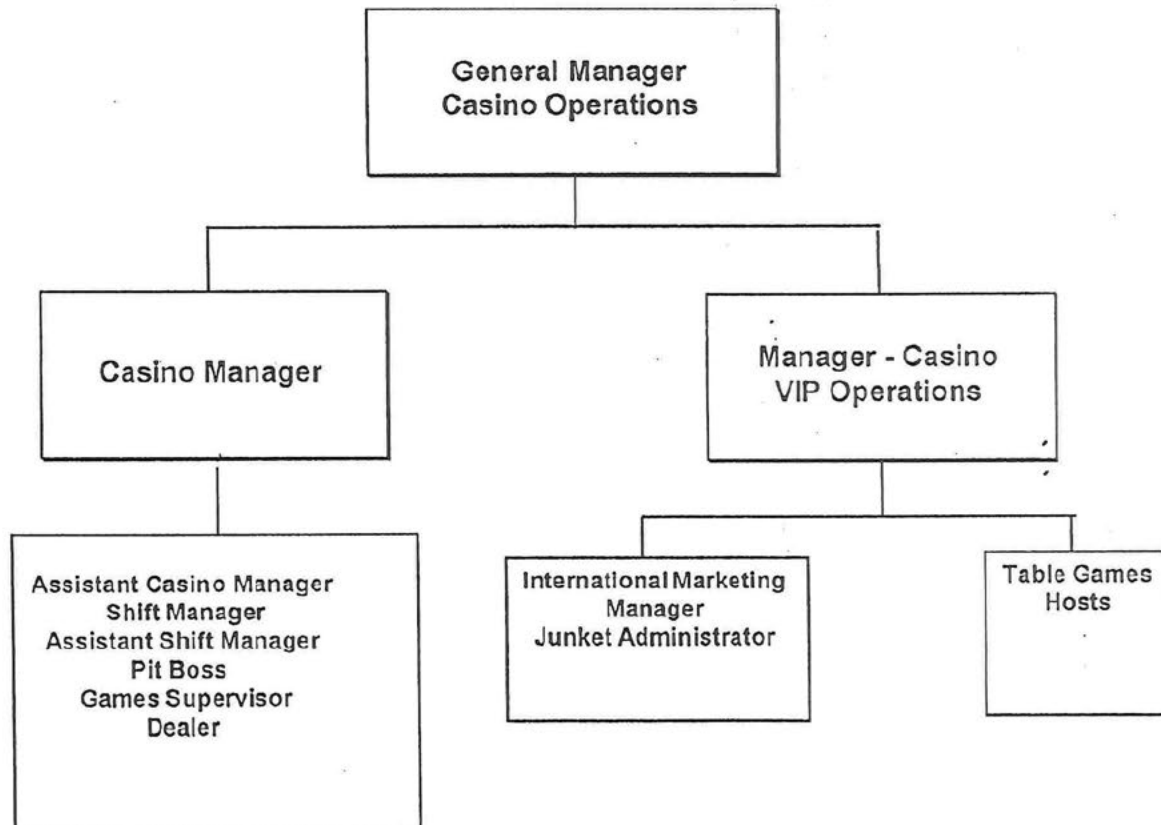 General Manager
Casino Operations
Casino Manager
Manager - Casino
VIP Operations
Assistant Casino Manager
Shift Manager
Assistant Shift Manager
Pit Boss
Games Supervisor
Dealer
International Marketing
Manager
Junket Administrator
Table Games
Hosts